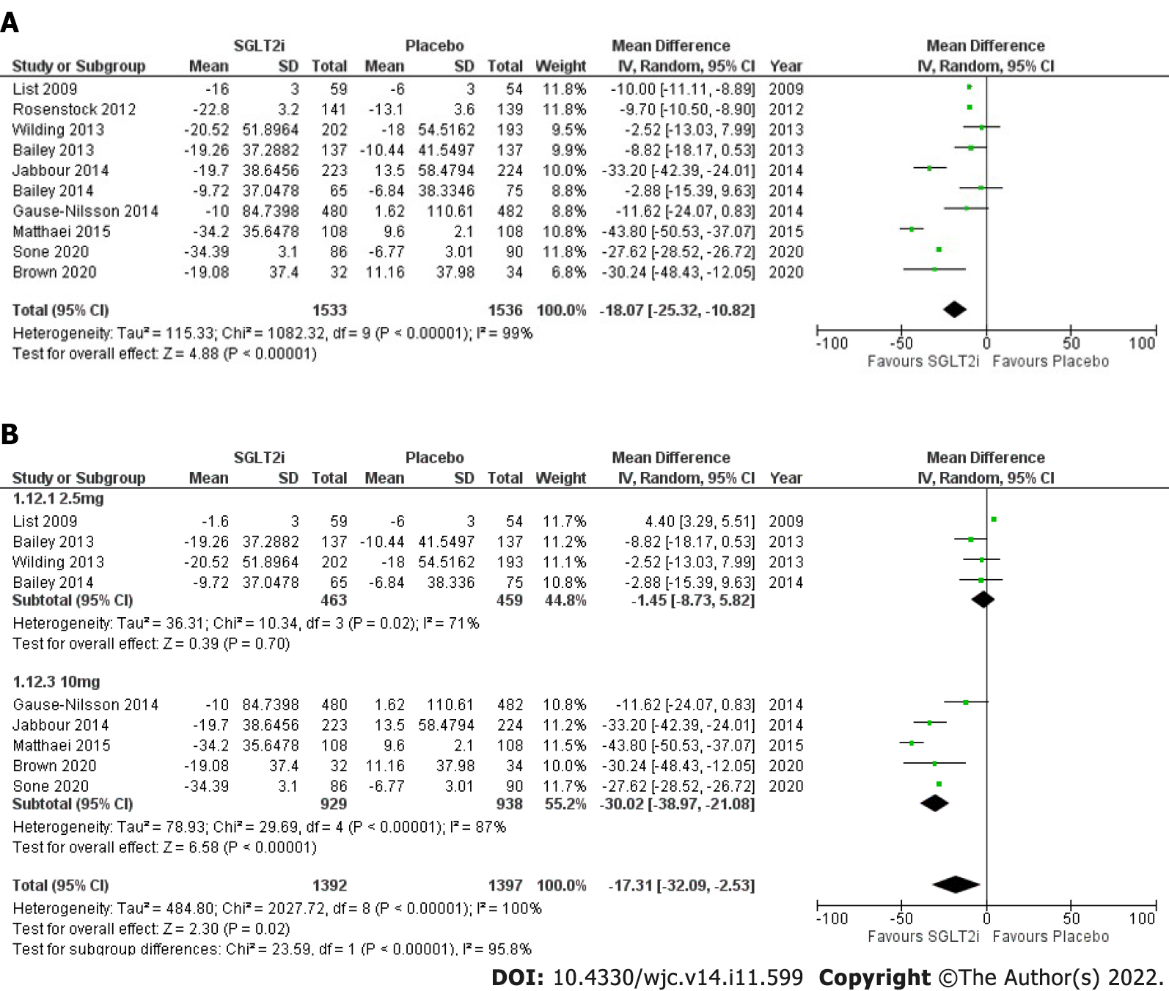 A
SGLT2i Placebo Mean Difference Mean Difference
Study or Subgroup Mean SD Total Mean SD Total Weight IV, Random, 95% CI Year IV, Random, 95% CI
List 2009 -16 3 59 -6 3 54 11.8% -10.00 [-11.11, -8.89] 2009
Rosenstock 2012 -22.8 3.2 141 -13.1 3.6 139 11.8% -9.70 [-10.50, -8.90] 2012
Wilding 2013 -20.52 51.8964 202 -18 54.5162 193 9.5% -2.52 [-13.03, 7.99] 2013
Bailey 2013 -19.26 37.2882 137 -10.44 41.5497 137 9.9% -8.82 [-18.17, 0.53] 2013
Jabbour 2014 -19.7 38.6456 223 13.5 58.4794 224 10.0% -33.20 [-42.39, -24.01] 2014
Bailey 2014 -9.72 37.0478 65 -6.84 38.3346 75 8.8% -2.88 [-15.39, 9.63] 2014
Gause-Nilsson 2014 -10 84.7398 480 1.62 110.61 482 8.8% -11.62 [-24.07, 0.83] 2014
Matthaei 2015 -34.2 35.6478 108 9.6 2.1 108 10.8% -43.80 [-50.53, -37.07] 2015
Sone 2020 -34.39 3.1 86 -6.77 3.01 90 11.8% -27.62 [-28.52, -26.72] 2020
Brown 2020 -19.08 37.4 32 11.16 37.98 34 6.8% -30.24 [-48.43, -12.05] 2020
Total (95% CI) 1533 1536 100.0% -18.07 [-25.32, -10.82]
Heterogeneity: Tau² = 115.33; Chi² = 1082.32, df = 9 (P < 0.00001); I² = 99%
Test for overall effect: Z = 4.88 (P < 0.00001)
-100 -50 0 50 100
Favours SGLT2i Favours Placebo
B
SGLT2i Placebo Mean Difference Mean Difference
Study or Subgroup Mean SD Total Mean SD Total Weight IV, Random, 95% CI Year IV, Random, 95% CI
1.12.1 2.5mg
List 2009 -1.6 3 59 -6 3 54 11.7% 4.40 [3.29, 5.51] 2009
Bailey 2013 -19.26 37.2882 137 -10.44 41.5497 137 11.2% -8.82 [-18.17, 0.53] 2013
Wilding 2013 -20.52 51.8964 202 -18 54.5162 193 11.1% -2.52 [-13.03, 7.99] 2013
Bailey 2014 -9.72 37.0478 65 -6.84 38.336 75 10.8% -2.88 [-15.39, 9.63] 2014
Subtotal (95% CI) 463 459 44.8% -1.45 [-8.73, 5.82]
Heterogeneity: Tau² = 36.31; Chi² = 10.34, df = 3 (P = 0.02); I² = 71%
Test for overall effect: Z = 0.39 (P = 0.70)
1.12.3 10mg
Gause-Nilsson 2014 -10 84.7398 480 1.62 110.61 482 10.8% -11.62 [-24.07, 0.83] 2014
Jabbour 2014 -19.7 38.6456 223 13.5 58.4794 224 11.2% -33.20 [-42.39, -24.01] 2014
Matthaei 2015 -34.2 35.6478 108 9.6 2.1 108 11.5% -43.80 [-50.53, -37.07] 2015
Brown 2020 -19.08 37.4 32 11.16 37.98 34 10.0% -30.24 [-48.43, -12.05] 2020
Sone 2020 -34.39 3.1 86 -6.77 3.01 90 11.7% -27.62 [-28.52, -26.72] 2020
Subtotal (95% CI) 929 938 55.2% -30.02 [-38.97, -21.08]
Heterogeneity: Tau² = 78.93; Chi² = 29.69, df = 4 (P < 0.00001); I² = 87%
Test for overall effect: Z = 6.58 (P < 0.00001)
Total (95% CI) 1392 1397 100.0% -17.31 [-32.09, -2.53]
Heterogeneity: Tau² = 484.80; Chi² = 2027.72, df = 8 (P < 0.00001); I² = 100%
Test for overall effect: Z = 2.30 (P = 0.02)
Test for subgroup differences: Chi² = 23.59, df = 1 (P < 0.00001), I² = 95.8%
-100 -50 0 50 100
Favours SGLT2i Favours Placebo
DOI: 10.4330/wjc.v14.i11.599 Copyright ©The Author(s) 2022.